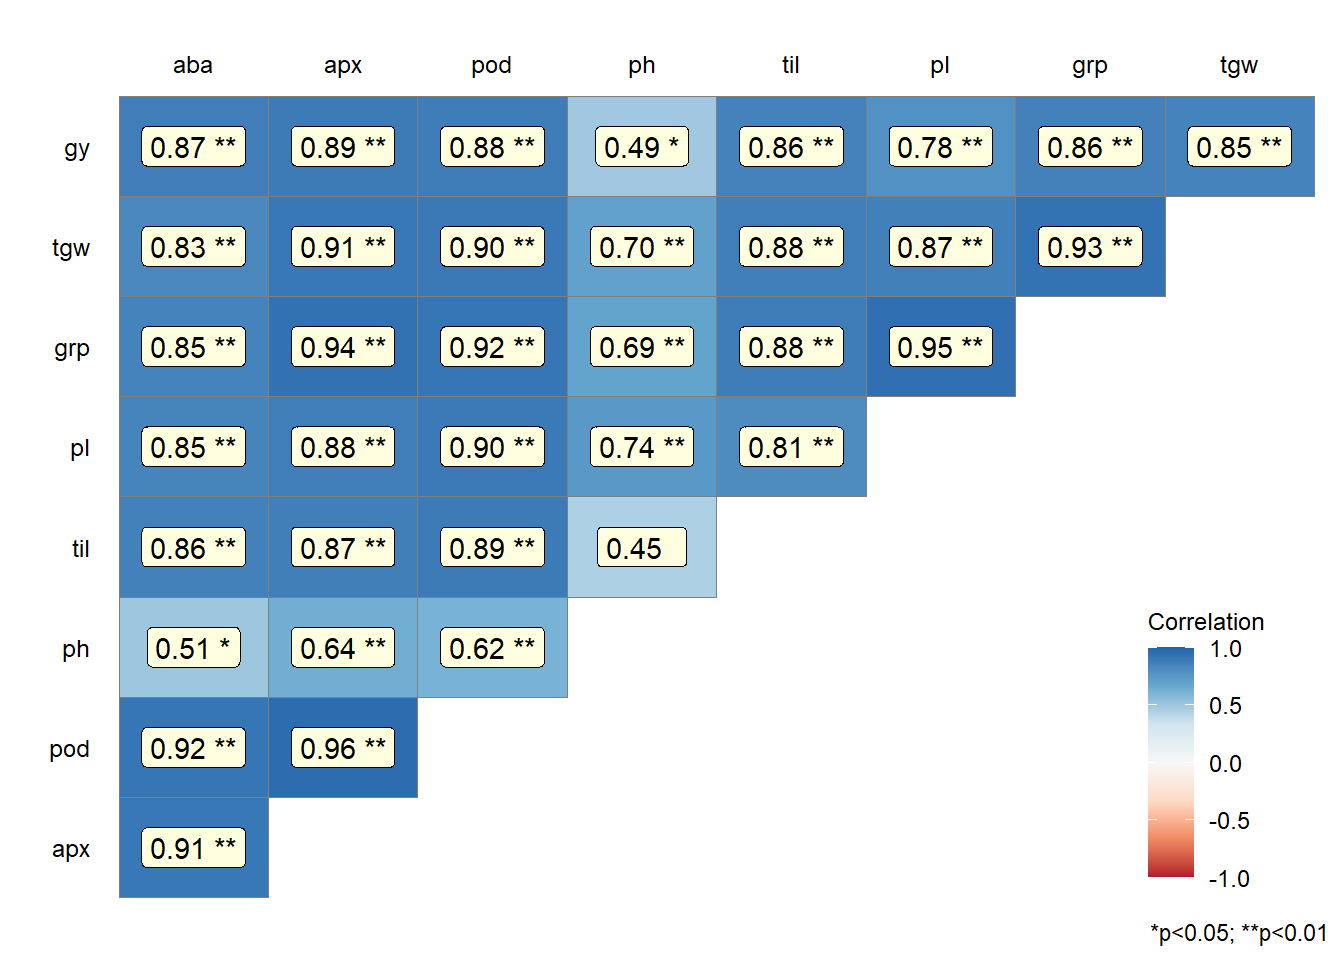 aba apx pod ph til pl grp tgw
gy 0.87 ** 0.89 ** 0.88 ** 0.49 * 0.86 ** 0.78 ** 0.86 ** 0.85 **
tgw 0.83 ** 0.91 ** 0.90 ** 0.70 ** 0.88 ** 0.87 ** 0.93 **
grp 0.85 ** 0.94 ** 0.92 ** 0.69 ** 0.88 ** 0.95 **
pl 0.85 ** 0.88 ** 0.90 ** 0.74 ** 0.81 **
til 0.86 ** 0.87 ** 0.89 ** 0.45
ph 0.51 * 0.64 ** 0.62 **
pod 0.92 ** 0.96 **
apx 0.91 **
Correlation
1.0
0.5
0.0
-0.5
-1.0
*p<0.05; **p<0.01